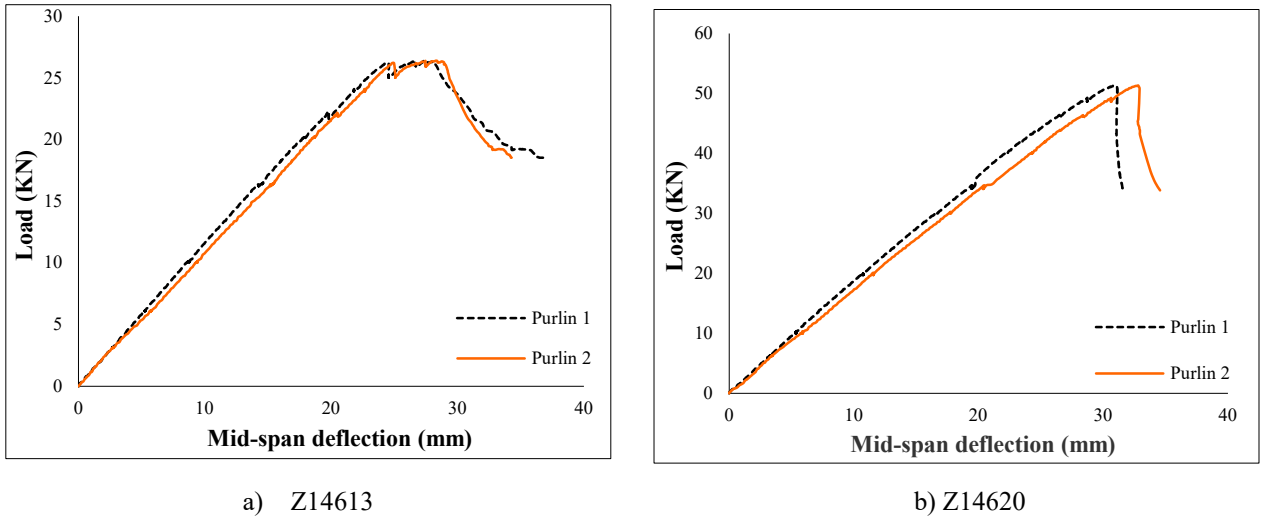 30
25
20
15
10
5
0
Load (KN)
0 10 20 30 40
Mid-span deflection (mm)
Purlin 1
Purlin 2
a) Z14613
60
50
40
30
20
10
0
Load (KN)
0 10 20 30 40
Mid-span deflection (mm)
Purlin 1
Purlin 2
b) Z14620